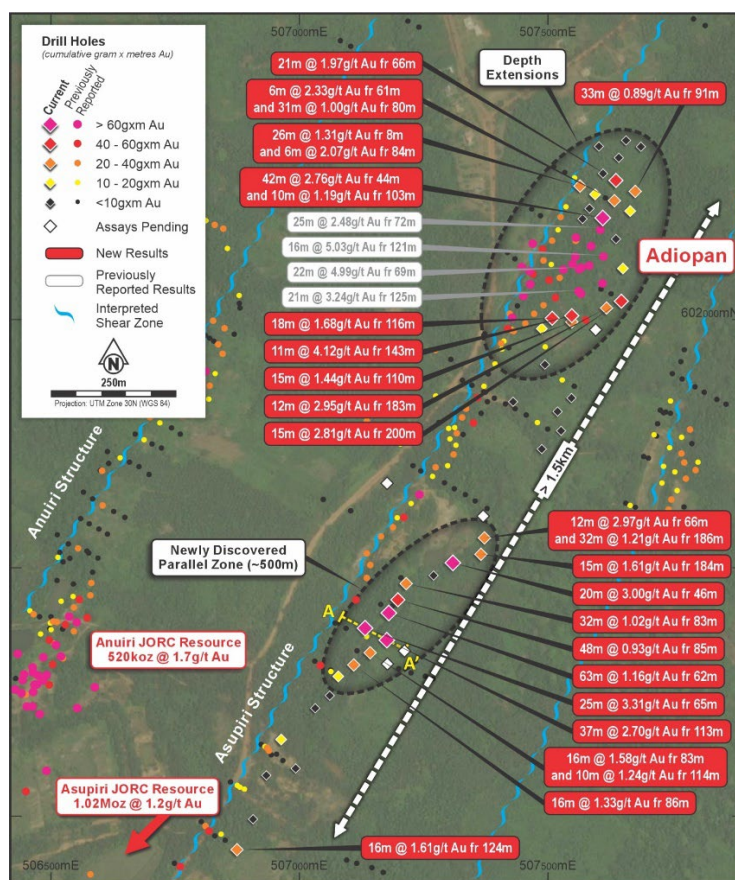 507000mE
507500mE
Drill Holes
(cumulative gram x metres Au)
Current
Previously
Reported
> 60gxm Au
40 - 60gxm Au
20 - 40gxm Au
10 - 20gxm Au
<10gxm Au
Assays Pending
New Results
Previously
Reported Results
Interpreted
Shear Zone
N
250m
Projection: UTM Zone 30N (WGS 84)
21m @ 1.97g/t Au fr 66m
6m @ 2.33g/t Au fr 61m
and 31m @ 1.00g/t Au fr 80m
26m @ 1.31g/t Au fr 8m
and 6m @ 2.07g/t Au fr 84m
42m @ 2.76g/t Au fr 44m
and 10m @ 1.19g/t Au fr 103m
25m @ 2.48g/t Au fr 72m
16m @ 5.03g/t Au fr 121m
22m @ 4.99g/t Au fr 69m
21m @ 3.24g/t Au fr 125m
18m @ 1.68g/t Au fr 116m
11m @ 4.12g/t Au fr 143m
15m @ 1.44g/t Au fr 110m
12m @ 2.95g/t Au fr 183m
15m @ 2.81g/t Au fr 200m
Depth
Extensions
33m @ 0.89g/t Au fr 91m
Adiopan
602000mN
> 1.5km
Anuiri Structure
Newly Discovered
Parallel Zone (~500m)
A
A'
12m @ 2.97g/t Au fr 66m
and 32m @ 1.21g/t Au fr 186m
15m @ 1.61g/t Au fr 184m
20m @ 3.00g/t Au fr 46m
32m @ 1.02g/t Au fr 83m
48m @ 0.93g/t Au fr 85m
63m @ 1.16g/t Au fr 62m
25m @ 3.31g/t Au fr 65m
37m @ 2.70g/t Au fr 113m
16m @ 1.58g/t Au fr 83m
and 10m @ 1.24g/t Au fr 114m
16m @ 1.33g/t Au fr 86m
Anuiri JORC Resource
520koz @ 1.7g/t Au
Asupiri Structure
Asupiri JORC Resource
1.02Moz @ 1.2g/t Au
16m @ 1.61g/t Au fr 124m
506500mE
507000mE
507500mE